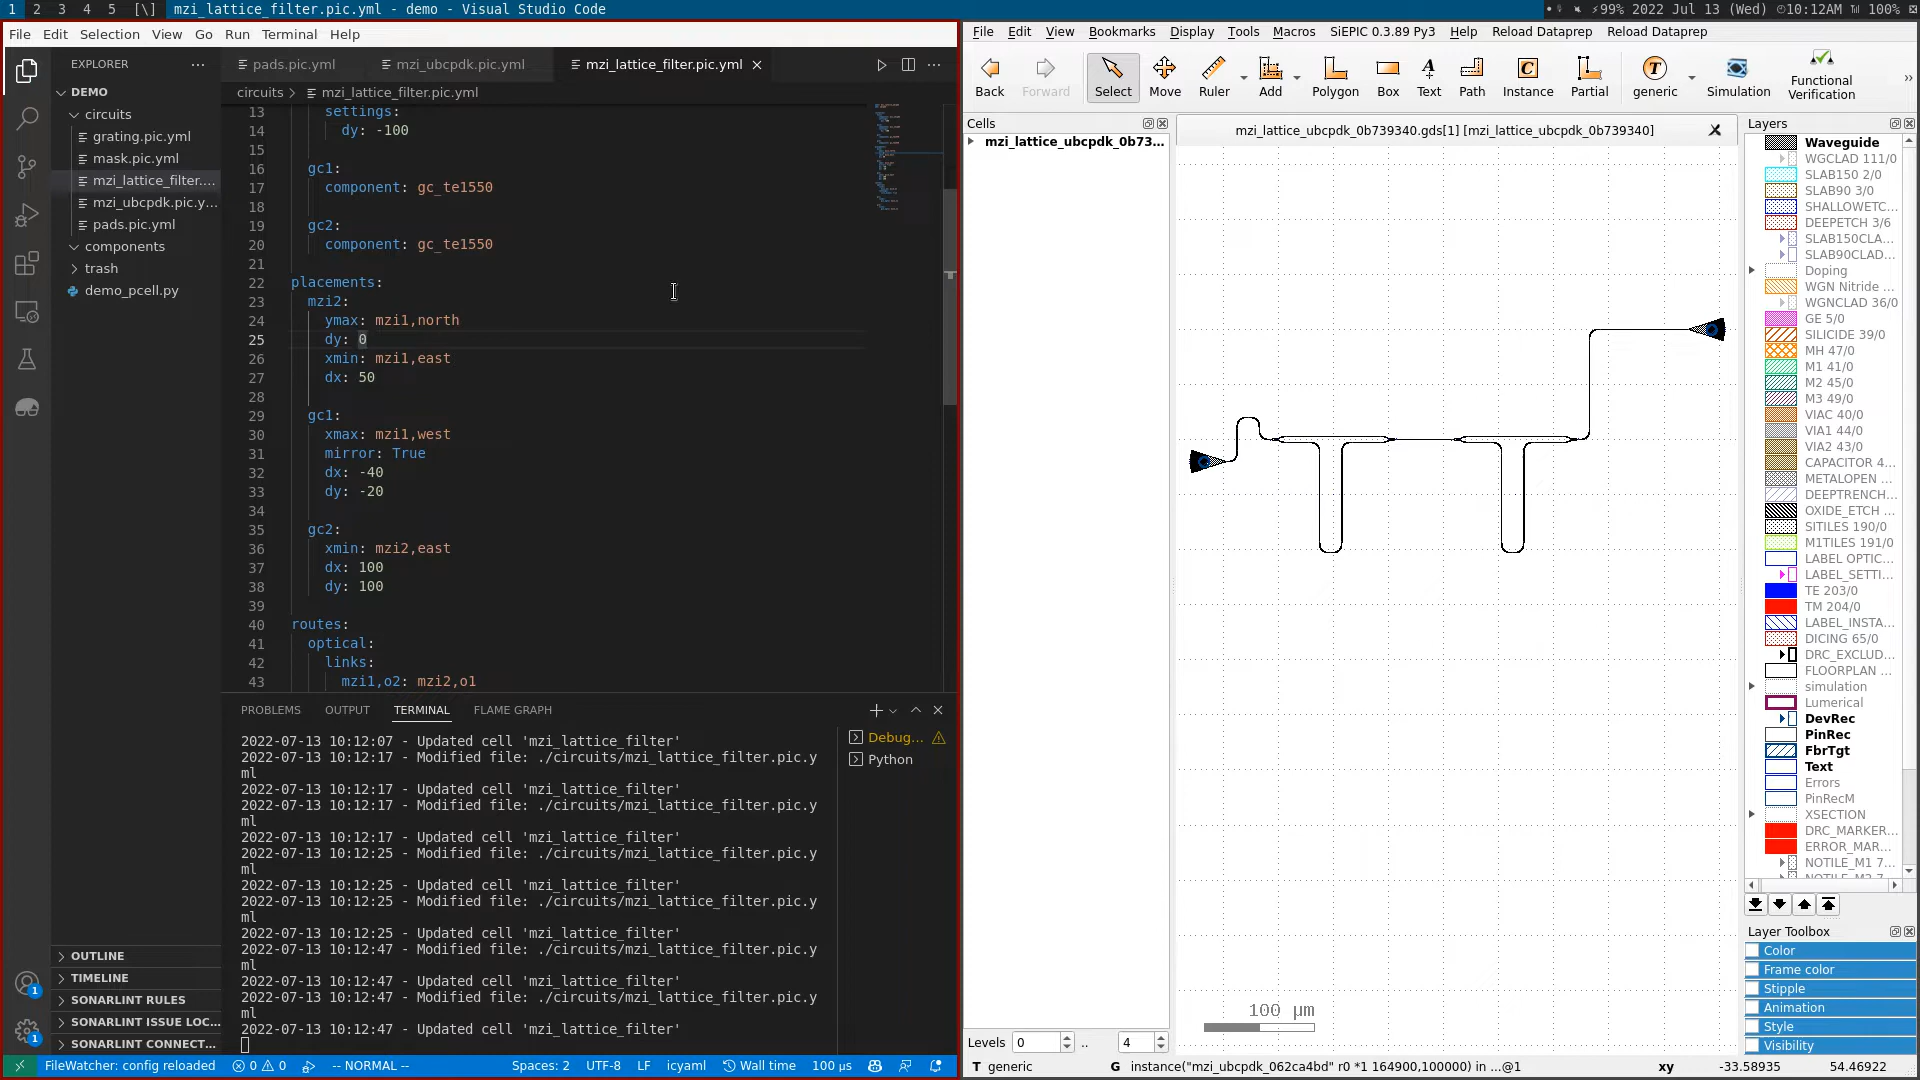 1 2 3 4 5 [\] mzi_lattice_filter.pic.yml - demo - Visual Studio Code
99% 2022 Jul 13 (Wed) 10:12AM 100%
File Edit Selection View Go Run Terminal Help
EXPLORER
DEMO
circuits
grating.pic.yml
mask.pic.yml
mzi_lattice_filter....
mzi_ubcpdk.pic.y...
pads.pic.yml
components
trash
demo_pcell.py
OUTLINE
TIMELINE
SONARLINT RULES
SONARLINT ISSUE LOC...
SONARLINT CONNECT...
pads.pic.yml mzi_ubcpdk.pic.yml mzi_lattice_filter.pic.yml
circuits > mzi_lattice_filter.pic.yml
13 settings:
14 dy: -100
15
16 gc1:
17 component: gc_te1550
18
19 gc2:
20 component: gc_te1550
21
22 placements:
23 mzi2:
24 ymax: mzi1,north
25 dy: 0
26 xmin: mzi1,east
27 dx: 50
28
29 gc1:
30 xmax: mzi1,west
31 mirror: True
32 dx: -40
33 dy: -20
34
35 gc2:
36 xmin: mzi2,east
37 dx: 100
38 dy: 100
39
40 routes:
41 optical:
42 links:
43 mzi1,o2: mzi2,o1
PROBLEMS OUTPUT TERMINAL FLAME GRAPH
2022-07-13 10:12:07 - Updated cell 'mzi_lattice_filter'
2022-07-13 10:12:17 - Modified file: ./circuits/mzi_lattice_filter.pic.y
ml
2022-07-13 10:12:17 - Updated cell 'mzi_lattice_filter'
2022-07-13 10:12:17 - Modified file: ./circuits/mzi_lattice_filter.pic.y
ml
2022-07-13 10:12:17 - Updated cell 'mzi_lattice_filter'
2022-07-13 10:12:25 - Modified file: ./circuits/mzi_lattice_filter.pic.y
ml
2022-07-13 10:12:25 - Updated cell 'mzi_lattice_filter'
2022-07-13 10:12:25 - Modified file: ./circuits/mzi_lattice_filter.pic.y
ml
2022-07-13 10:12:25 - Updated cell 'mzi_lattice_filter'
2022-07-13 10:12:47 - Modified file: ./circuits/mzi_lattice_filter.pic.y
ml
2022-07-13 10:12:47 - Updated cell 'mzi_lattice_filter'
2022-07-13 10:12:47 - Modified file: ./circuits/mzi_lattice_filter.pic.y
ml
2022-07-13 10:12:47 - Updated cell 'mzi_lattice_filter'
Debug...
Python
1
1
FileWatcher: config reloaded 0 0 -- NORMAL -- Spaces: 2 UTF-8 LF icyaml Wall time 100 µs
File Edit View Bookmarks Display Tools Macros SiEPIC 0.3.89 Py3 Help Reload Dataprep Reload Dataprep
Back Forward Select Move Ruler Add Polygon Box Text Path Instance Partial generic Simulation Functional Verification
Cells
mzi_lattice_ubcpdk_0b73...
mzi_lattice_ubcpdk_0b739340.gds[1] [mzi_lattice_ubcpdk_0b739340]
100 µm
Layers
Waveguide
WGCLAD 111/0
SLAB150 2/0
SLAB90 3/0
SHALLOWETC...
DEEPETCH 3/6
SLAB150CLA...
SLAB90CLAD...
Doping
WGN Nitride ...
WGNCLAD 36/0
GE 5/0
SILICIDE 39/0
MH 47/0
M1 41/0
M2 45/0
M3 49/0
VIAC 40/0
VIA1 44/0
VIA2 43/0
CAPACITOR 4...
METALOPEN ...
DEEPTRENCH...
OXIDE_ETCH ...
SITILES 190/0
M1TILES 191/0
LABEL OPTIC...
LABEL_SETTI...
TE 203/0
TM 204/0
LABEL_INSTA...
DICING 65/0
DRC_EXCLUD...
FLOORPLAN ...
simulation
Lumerical
DevRec
PinRec
FbrTgt
Text
Errors
PinRecM
XSECTION
DRC_MARKER...
ERROR_MAR...
NOTILE_M1 7...
NOTILE_M2 7...
Layer Toolbox
Color
Frame color
Stipple
Animation
Style
Visibility
Levels 0 .. 4
T generic G instance("mzi_ubcpdk_062ca4bd" r0 *1 164900,100000) in ...@1 xy -33.58935 54.46922